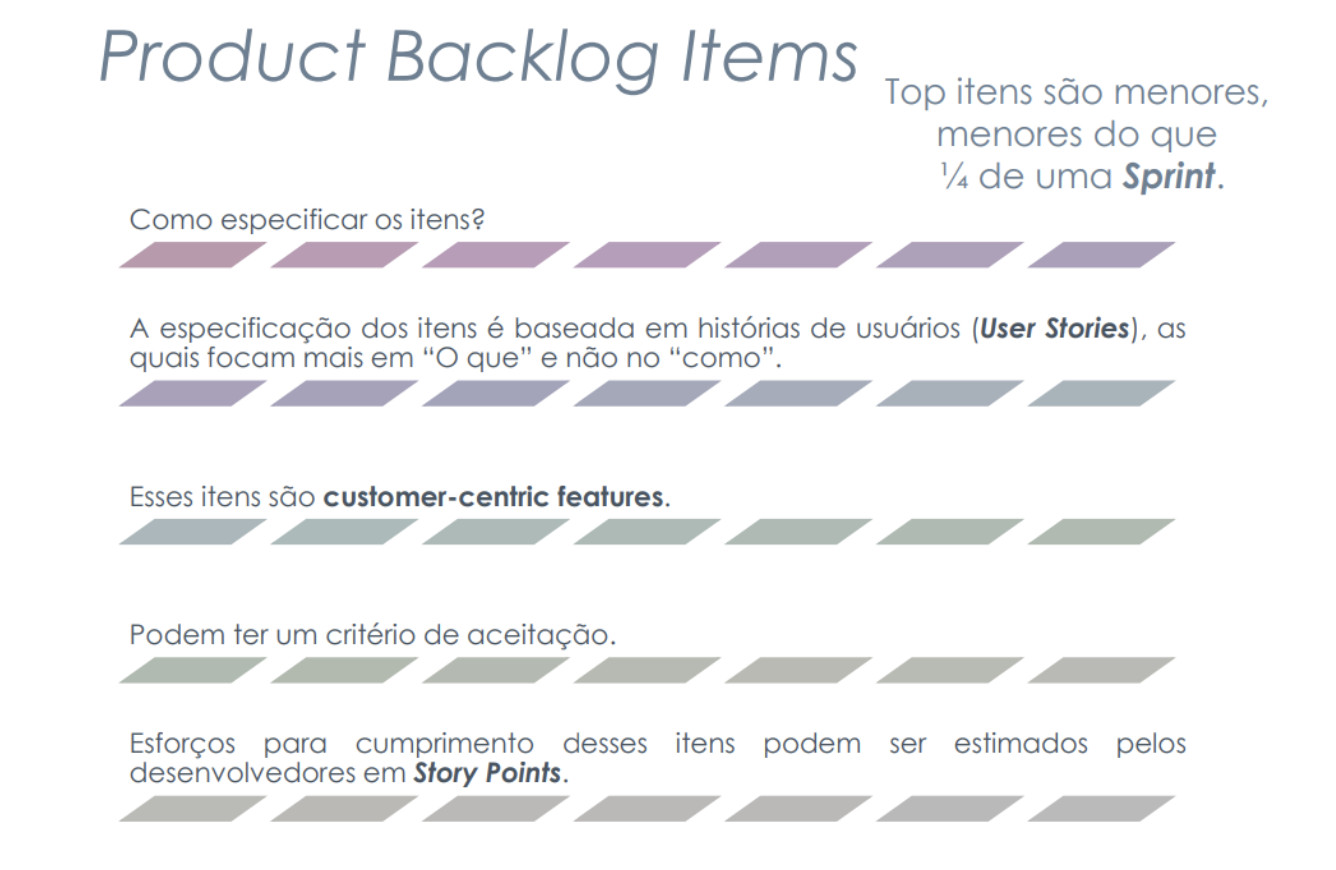 Product Backlog Items
Top itens são menores,
menores do que
¼ de uma Sprint.
Como especificar os itens?
A especificação dos itens é baseada em histórias de usuários (User Stories), as
quais focam mais em “O que” e não no “como”.
Esses itens são customer-centric features.
Podem ter um critério de aceitação.
Esforços para cumprimento desses itens podem ser estimados pelos
desenvolvedores em Story Points.